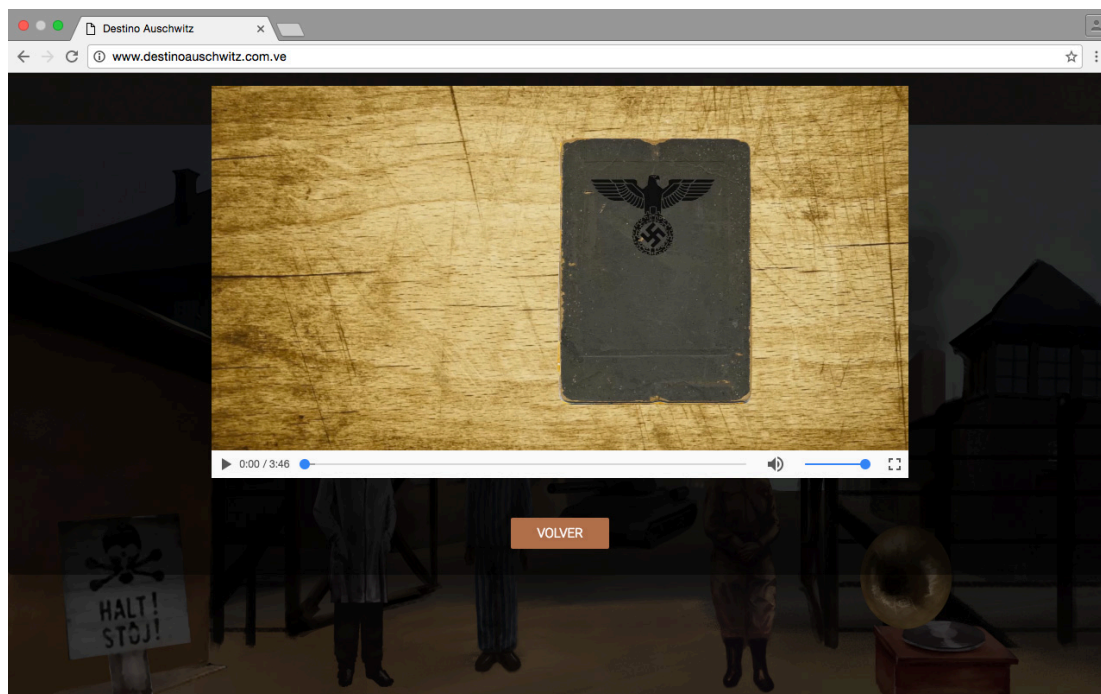 Destino Auschwitz
www.destinoauschwitz.com.ve
0:00 / 3:46
VOLVER
HALT!
STÓJ!